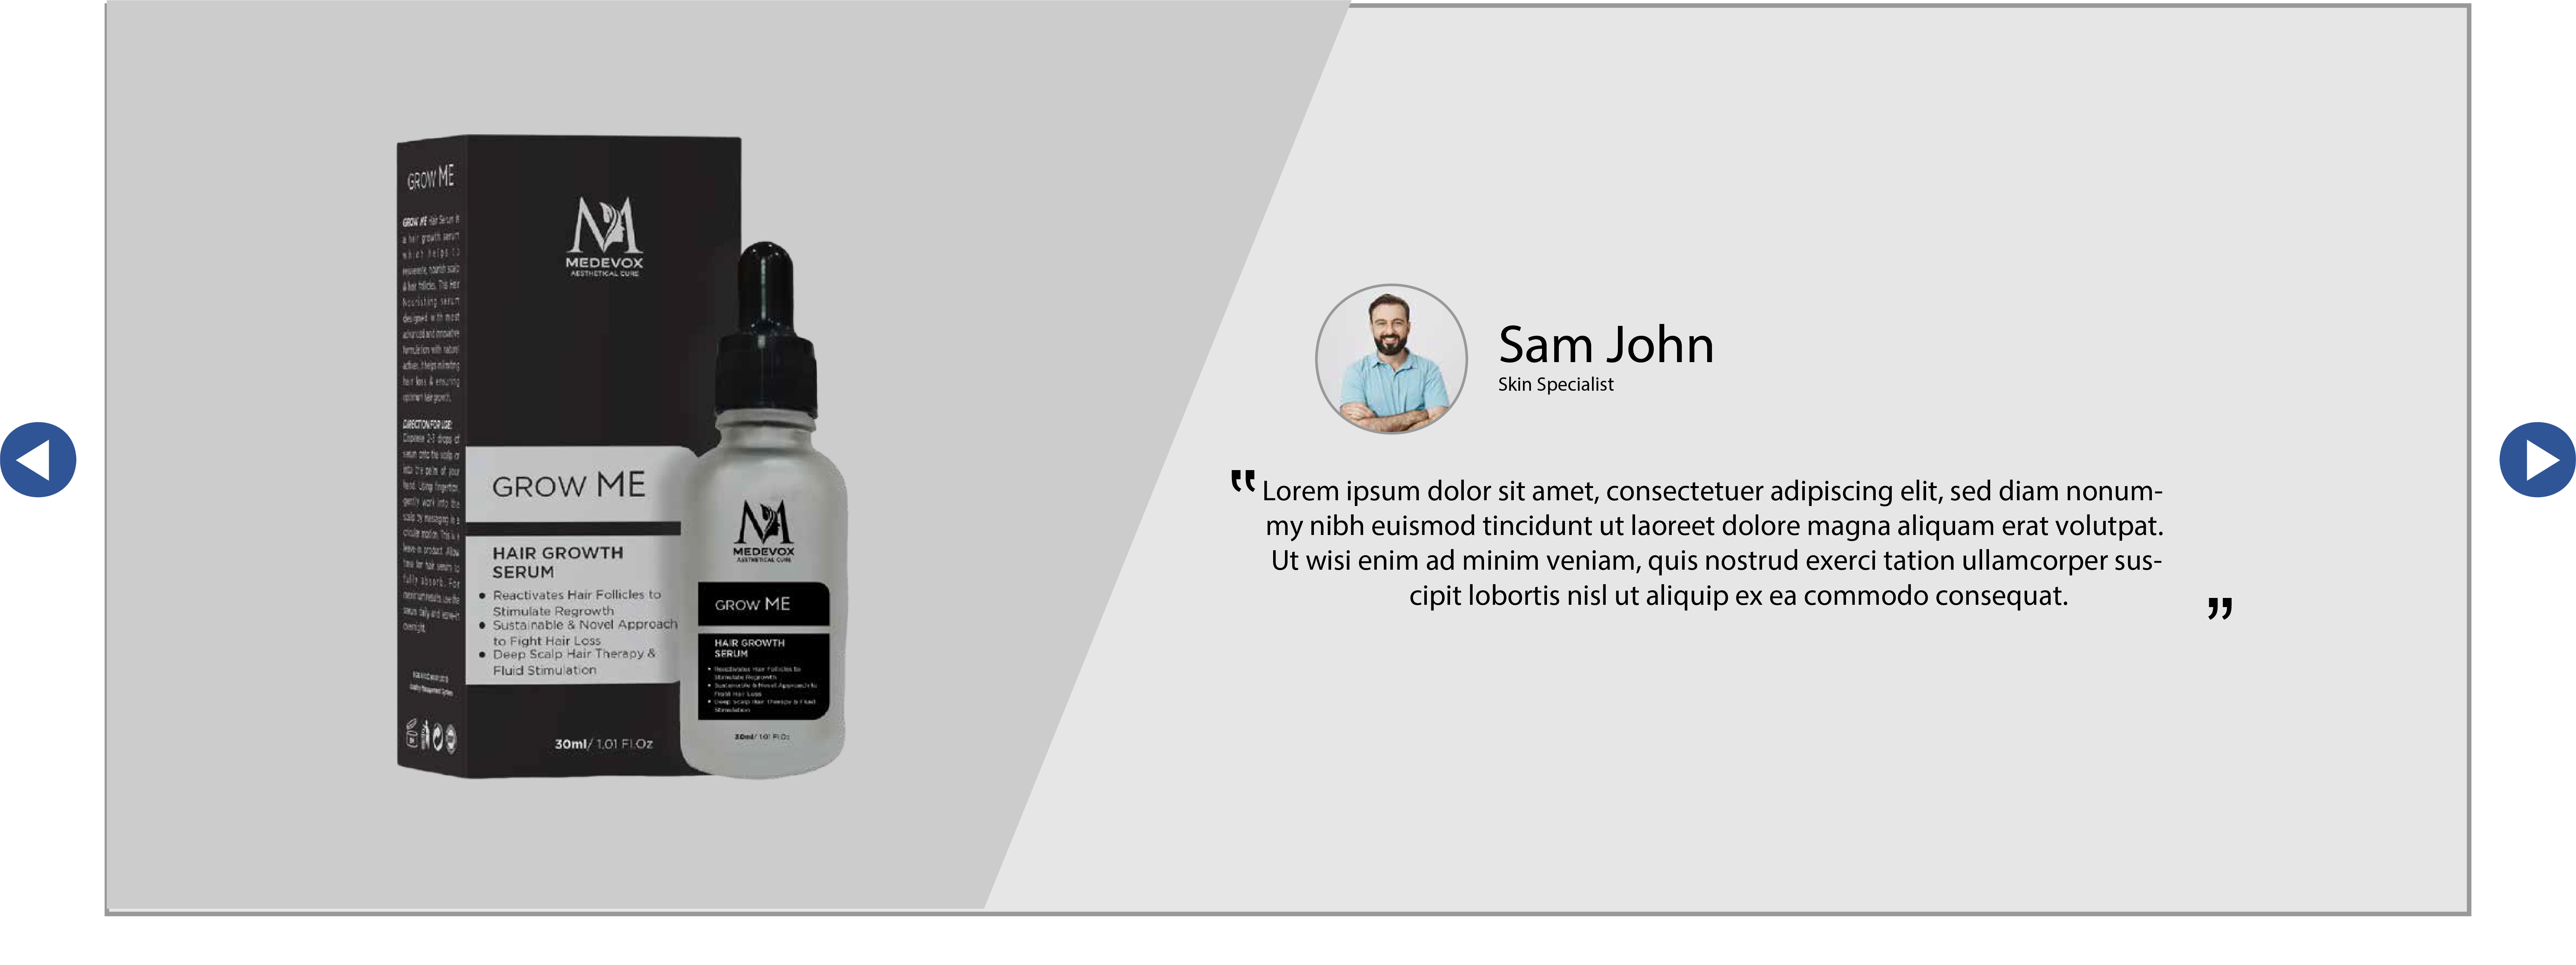 GROW ME
GROW ME Hair Serum is
a hair growth serum
which helps to
rejuvenate, nourish scalp
& hair follicles. This Hair
Nourishing serum
designed with most
advanced and innovative
formulation with natural
hair loss & ensuring
optimum hair growth.
DIRECTION FOR USE:
Dispense 2-3 drops of
serum onto the scalp or
into the palm of your
hand. Using fingertips,
gently work into the
scalp by massaging in a
circular motion. This is a
leave-in product. Allow
time for hair serum to
fully absorb. For
maximum results, use the
serum daily and leave-in
overnight.
Quality Management System
MEDEVOX
AESTHETICAL CURE
GROW ME
HAIR GROWTH
SERUM
• Reactivates Hair Follicles to
Stimulate Regrowth
• Sustainable & Novel Approach
to Fight Hair Loss
• Deep Scalp Hair Therapy &
Fluid Stimulation
30ml/ 1.01 Fl.Oz
MEDEVOX
AESTHETICAL CURE
GROW ME
HAIR GROWTH
SERUM
• Reactivates Hair Follicles to
Stimulate Regrowth
• Sustainable & Novel Approach to
Fight Hair Loss
• Deep Scalp Hair Therapy & Fluid
Stimulation
30ml/ 1.01 Fl.Oz
Sam John
Skin Specialist
"Lorem ipsum dolor sit amet, consectetuer adipiscing elit, sed diam nonum-
my nibh euismod tincidunt ut laoreet dolore magna aliquam erat volutpat.
Ut wisi enim ad minim veniam, quis nostrud exerci tation ullamcorper sus-
cipit lobortis nisl ut aliquip ex ea commodo consequat."